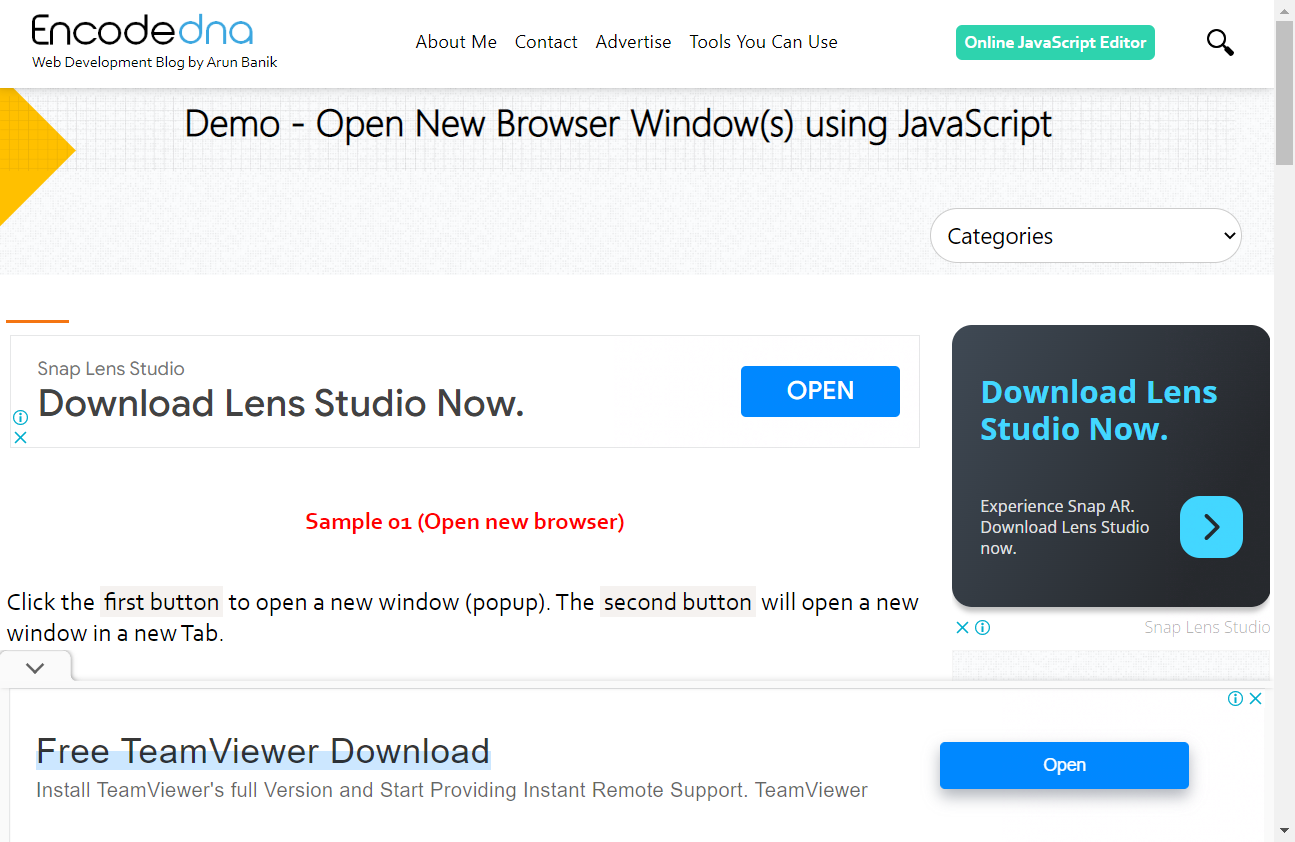 Encodedna
Web Development Blog by Arun Banik
About Me Contact Advertise Tools You Can Use
Online JavaScript Editor
Demo - Open New Browser Window(s) using JavaScript
Categories
Snap Lens Studio
Download Lens Studio Now.
OPEN
Download Lens
Studio Now.
Experience Snap AR.
Download Lens Studio
now.
Snap Lens Studio
Sample 01 (Open new browser)
Click the first button to open a new window (popup). The second button will open a new
window in a new Tab.
Free TeamViewer Download
Install TeamViewer's full Version and Start Providing Instant Remote Support. TeamViewer
Open